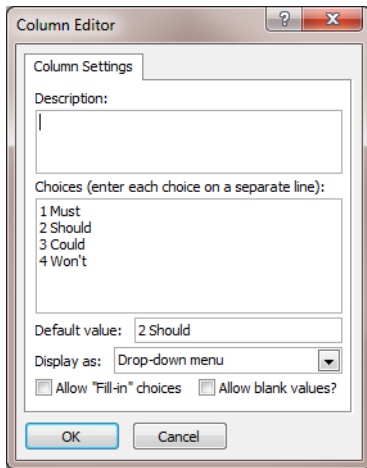 Column Editor
Column Settings
Description:
Choices (enter each choice on a separate line):
1 Must
2 Should
3 Could
4 Won't
Default value: 2 Should
Display as: Drop-down menu
Allow "Fill-in" choices Allow blank values?
OK Cancel